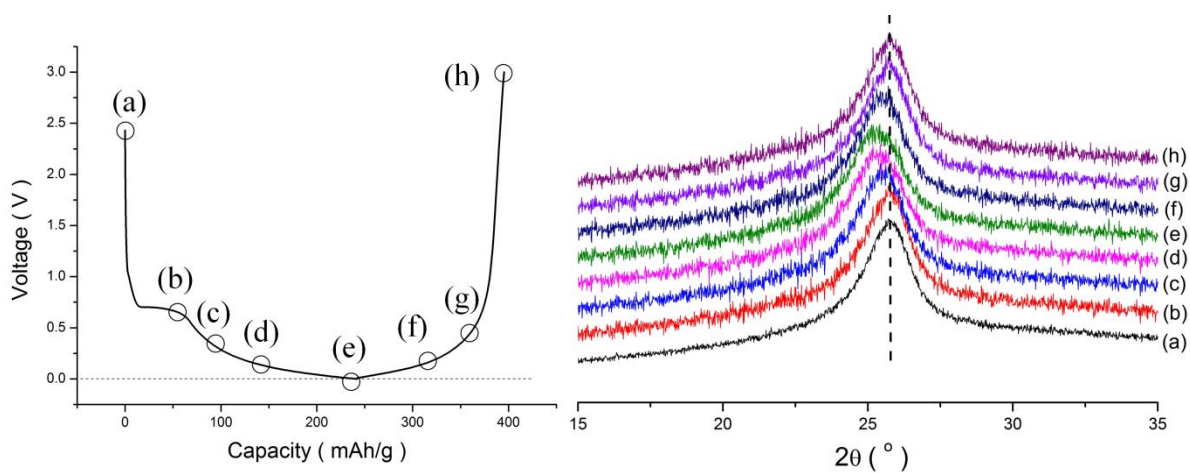 3.0
2.5
2.0
1.5
1.0
0.5
0.0
Voltage ( V )
(a)
(b)
(c)
(d)
(e)
(f)
(g)
(h)
0
100
200
300
400
Capacity ( mAh/g )
(h)
(g)
(f)
(e)
(d)
(c)
(b)
(a)
15
20
25
30
35
2θ ( ° )